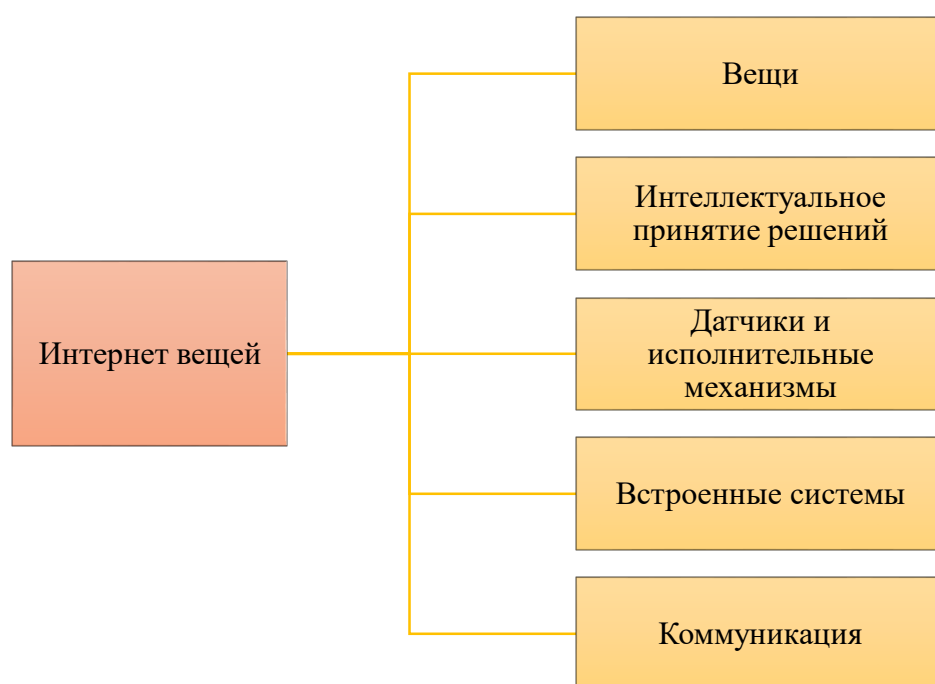 Интернет вещей
Вещи
Интеллектуальное
принятие решений
Датчики и
исполнительные
механизмы
Встроенные системы
Коммуникация